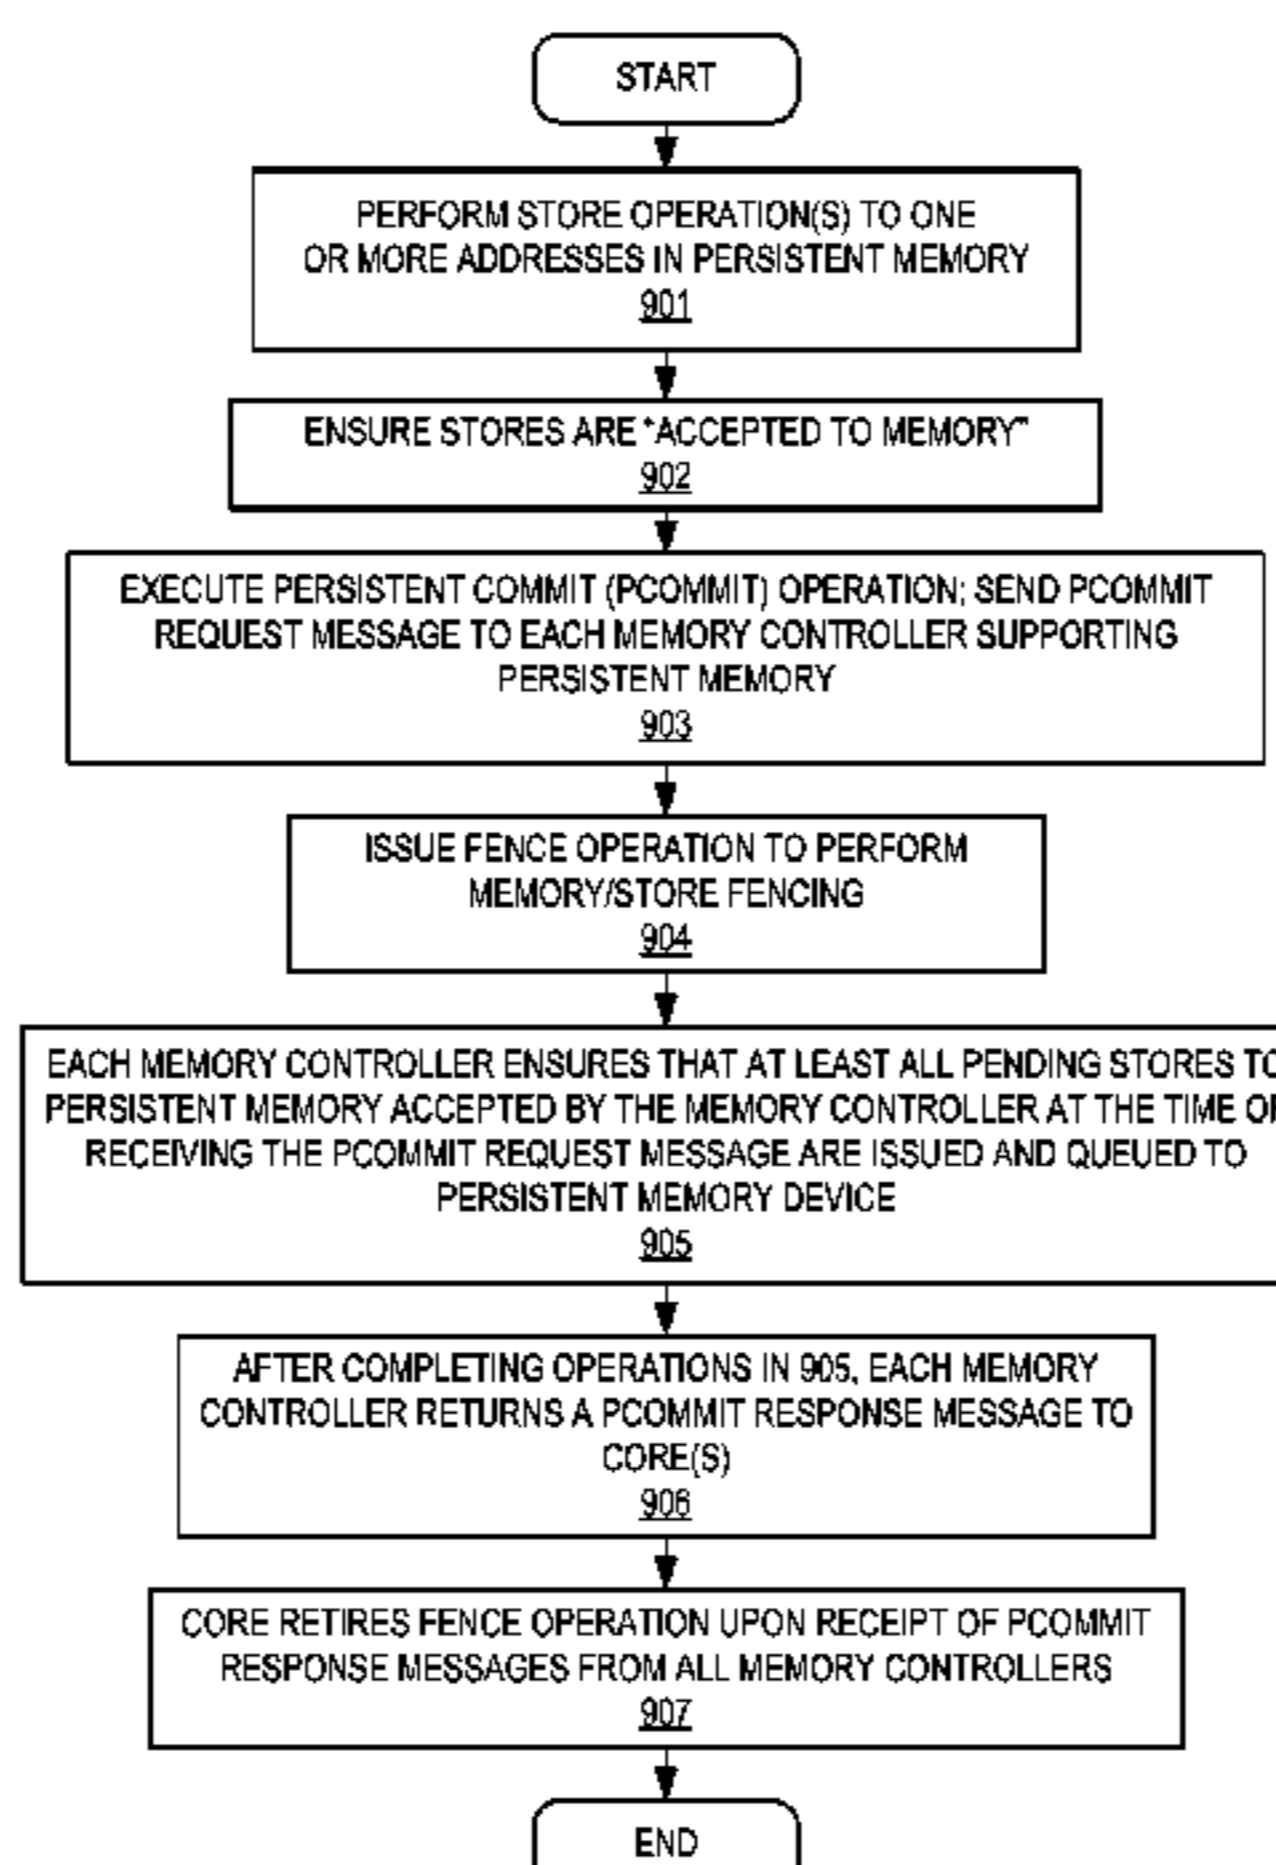 START
PERFORM STORE OPERATION(S) TO ONE
OR MORE ADDRESSES IN PERSISTENT MEMORY
901
ENSURE STORES ARE "ACCEPTED TO MEMORY"
902
EXECUTE PERSISTENT COMMIT (PCOMMIT) OPERATION; SEND PCOMMIT
REQUEST MESSAGE TO EACH MEMORY CONTROLLER SUPPORTING
PERSISTENT MEMORY
903
ISSUE FENCE OPERATION TO PERFORM
MEMORY/STORE FENCING
904
EACH MEMORY CONTROLLER ENSURES THAT AT LEAST ALL PENDING STORES TO
PERSISTENT MEMORY ACCEPTED BY THE MEMORY CONTROLLER AT THE TIME OF
RECEIVING THE PCOMMIT REQUEST MESSAGE ARE ISSUED AND QUEUED TO
PERSISTENT MEMORY DEVICE
905
AFTER COMPLETING OPERATIONS IN 905, EACH MEMORY
CONTROLLER RETURNS A PCOMMIT RESPONSE MESSAGE TO
CORE(S)
906
CORE RETIRES FENCE OPERATION UPON RECEIPT OF PCOMMIT
RESPONSE MESSAGES FROM ALL MEMORY CONTROLLERS
907
END